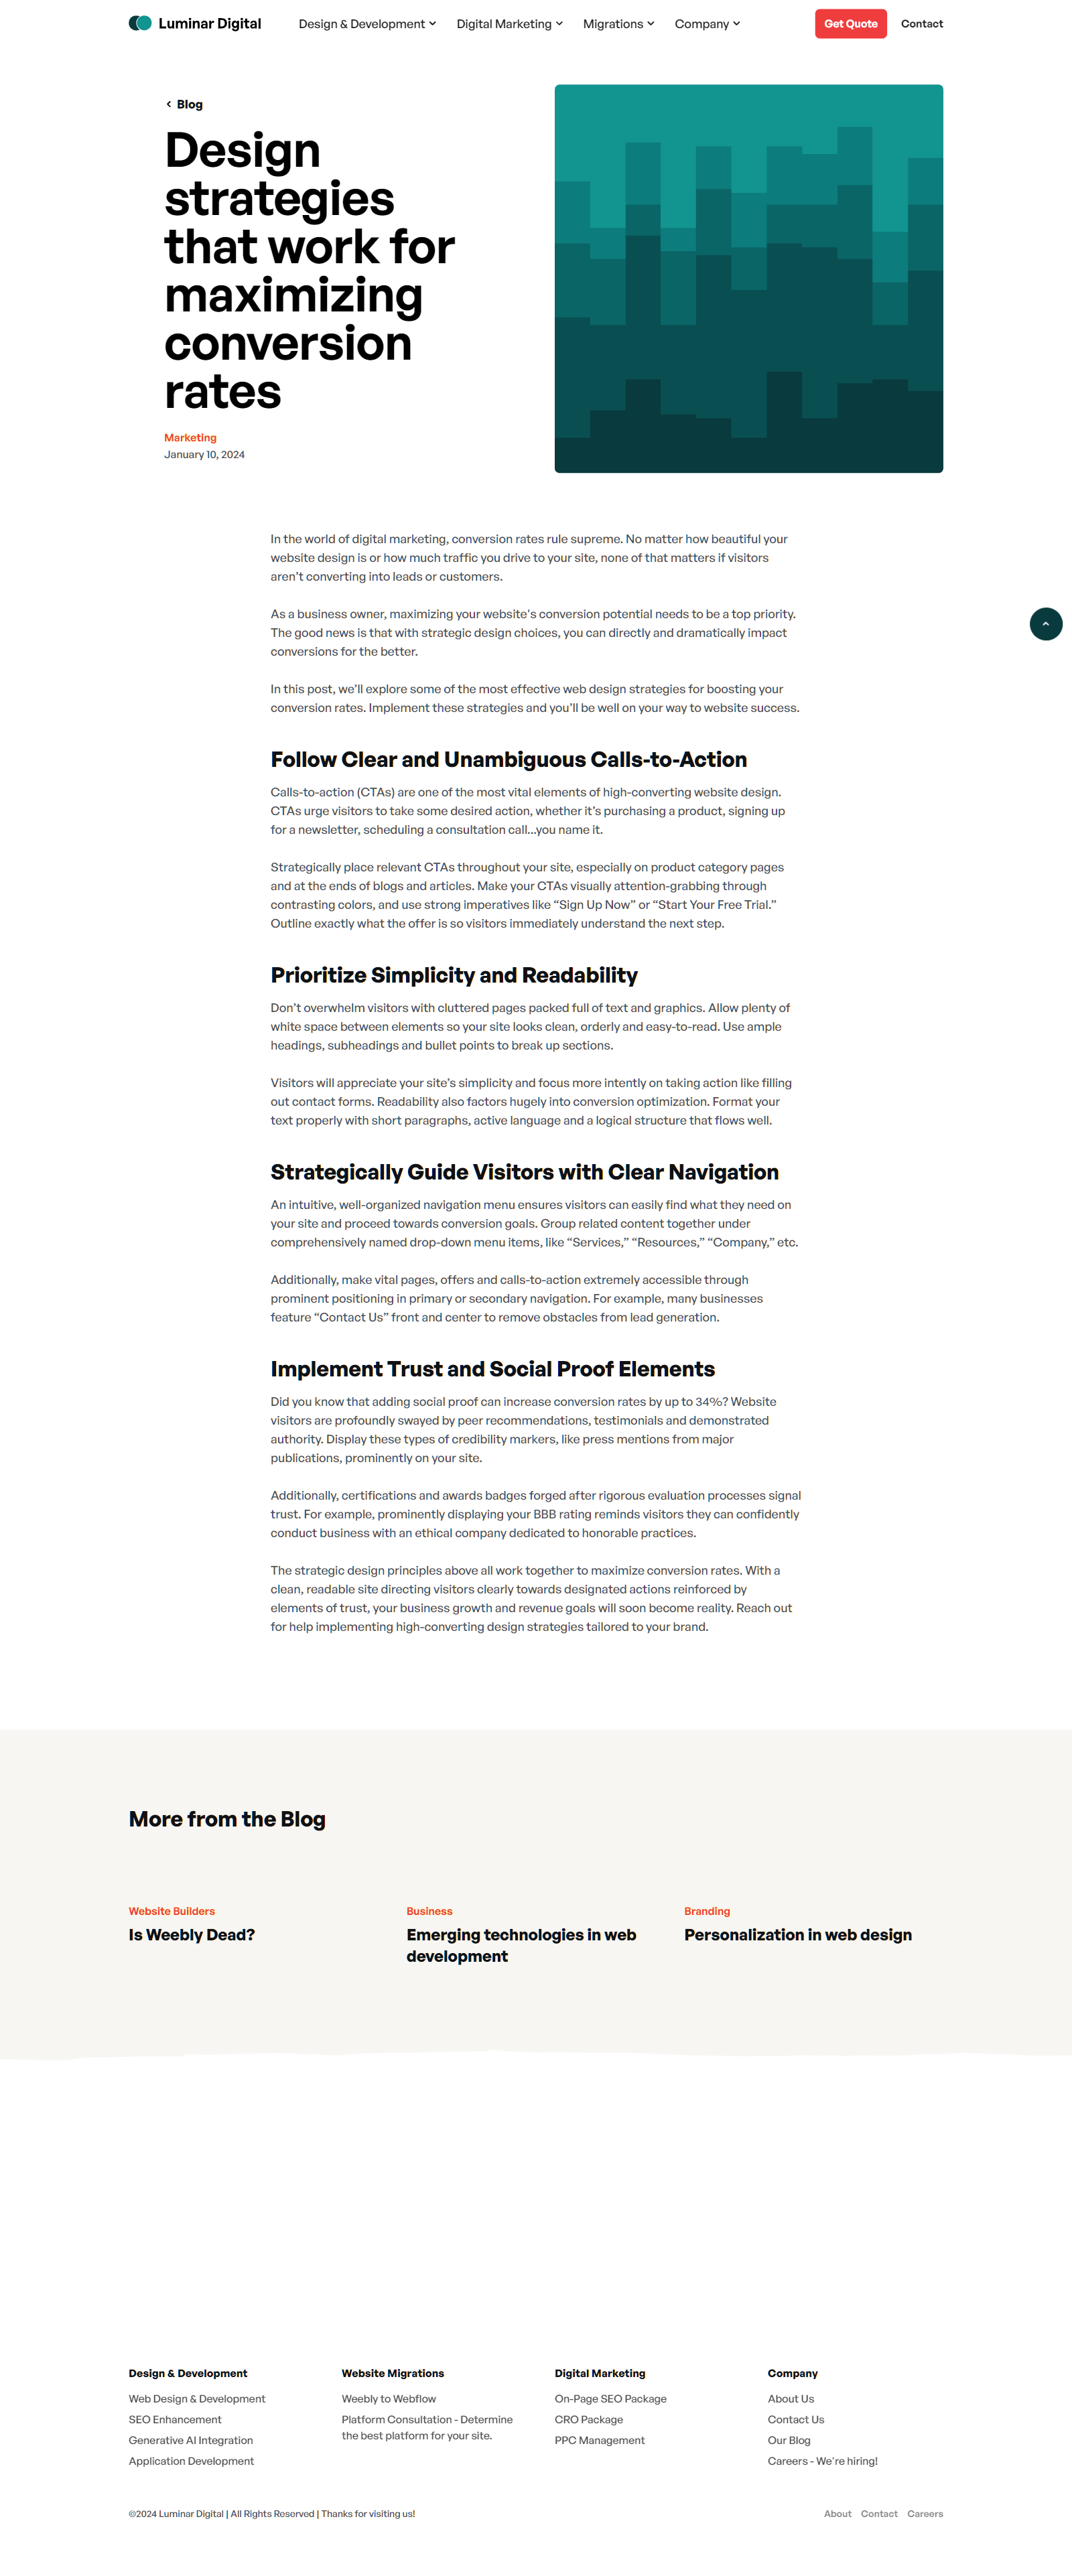 Luminar Digital
Design & Development
Digital Marketing
Migrations
Company
Get Quote
Contact
Blog
Design
strategies
that work for
maximizing
conversion
rates
Marketing
January 10, 2024
In the world of digital marketing, conversion rates rule supreme. No matter how beautiful your
website design is or how much traffic you drive to your site, none of that matters if visitors
aren’t converting into leads or customers.
As a business owner, maximizing your website's conversion potential needs to be a top priority.
The good news is that with strategic design choices, you can directly and dramatically impact
conversions for the better.
In this post, we’ll explore some of the most effective web design strategies for boosting your
conversion rates. Implement these strategies and you’ll be well on your way to website success.
Follow Clear and Unambiguous Calls-to-Action
Calls-to-action (CTAs) are one of the most vital elements of high-converting website design.
CTAs urge visitors to take some desired action, whether it’s purchasing a product, signing up
for a newsletter, scheduling a consultation call...you name it.
Strategically place relevant CTAs throughout your site, especially on product category pages
and at the ends of blogs and articles. Make your CTAs visually attention-grabbing through
contrasting colors, and use strong imperatives like “Sign Up Now” or “Start Your Free Trial.”
Outline exactly what the offer is so visitors immediately understand the next step.
Prioritize Simplicity and Readability
Don’t overwhelm visitors with cluttered pages packed full of text and graphics. Allow plenty of
white space between elements so your site looks clean, orderly and easy-to-read. Use ample
headings, subheadings and bullet points to break up sections.
Visitors will appreciate your site’s simplicity and focus more intently on taking action like filling
out contact forms. Readability also factors hugely into conversion optimization. Format your
text properly with short paragraphs, active language and a logical structure that flows well.
Strategically Guide Visitors with Clear Navigation
An intuitive, well-organized navigation menu ensures visitors can easily find what they need on
your site and proceed towards conversion goals. Group related content together under
comprehensively named drop-down menu items, like “Services,” “Resources,” “Company,” etc.
Additionally, make vital pages, offers and calls-to-action extremely accessible through
prominent positioning in primary or secondary navigation. For example, many businesses
feature “Contact Us” front and center to remove obstacles from lead generation.
Implement Trust and Social Proof Elements
Did you know that adding social proof can increase conversion rates by up to 34%? Website
visitors are profoundly swayed by peer recommendations, testimonials and demonstrated
authority. Display these types of credibility markers, like press mentions from major
publications, prominently on your site.
Additionally, certifications and awards badges forged after rigorous evaluation processes signal
trust. For example, prominently displaying your BBB rating reminds visitors they can confidently
conduct business with an ethical company dedicated to honorable practices.
The strategic design principles above all work together to maximize conversion rates. With a
clean, readable site directing visitors clearly towards designated actions reinforced by
elements of trust, your business growth and revenue goals will soon become reality. Reach out
for help implementing high-converting design strategies tailored to your brand.
More from the Blog
Website Builders
Is Weebly Dead?
Business
Emerging technologies in web
development
Branding
Personalization in web design
Design & Development
Web Design & Development
SEO Enhancement
Generative AI Integration
Application Development
Website Migrations
Weebly to Webflow
Platform Consultation - Determine
the best platform for your site.
Digital Marketing
On-Page SEO Package
CRO Package
PPC Management
Company
About Us
Contact Us
Our Blog
Careers - We're hiring!
©2024 Luminar Digital | All Rights Reserved | Thanks for visiting us!
About
Contact
Careers